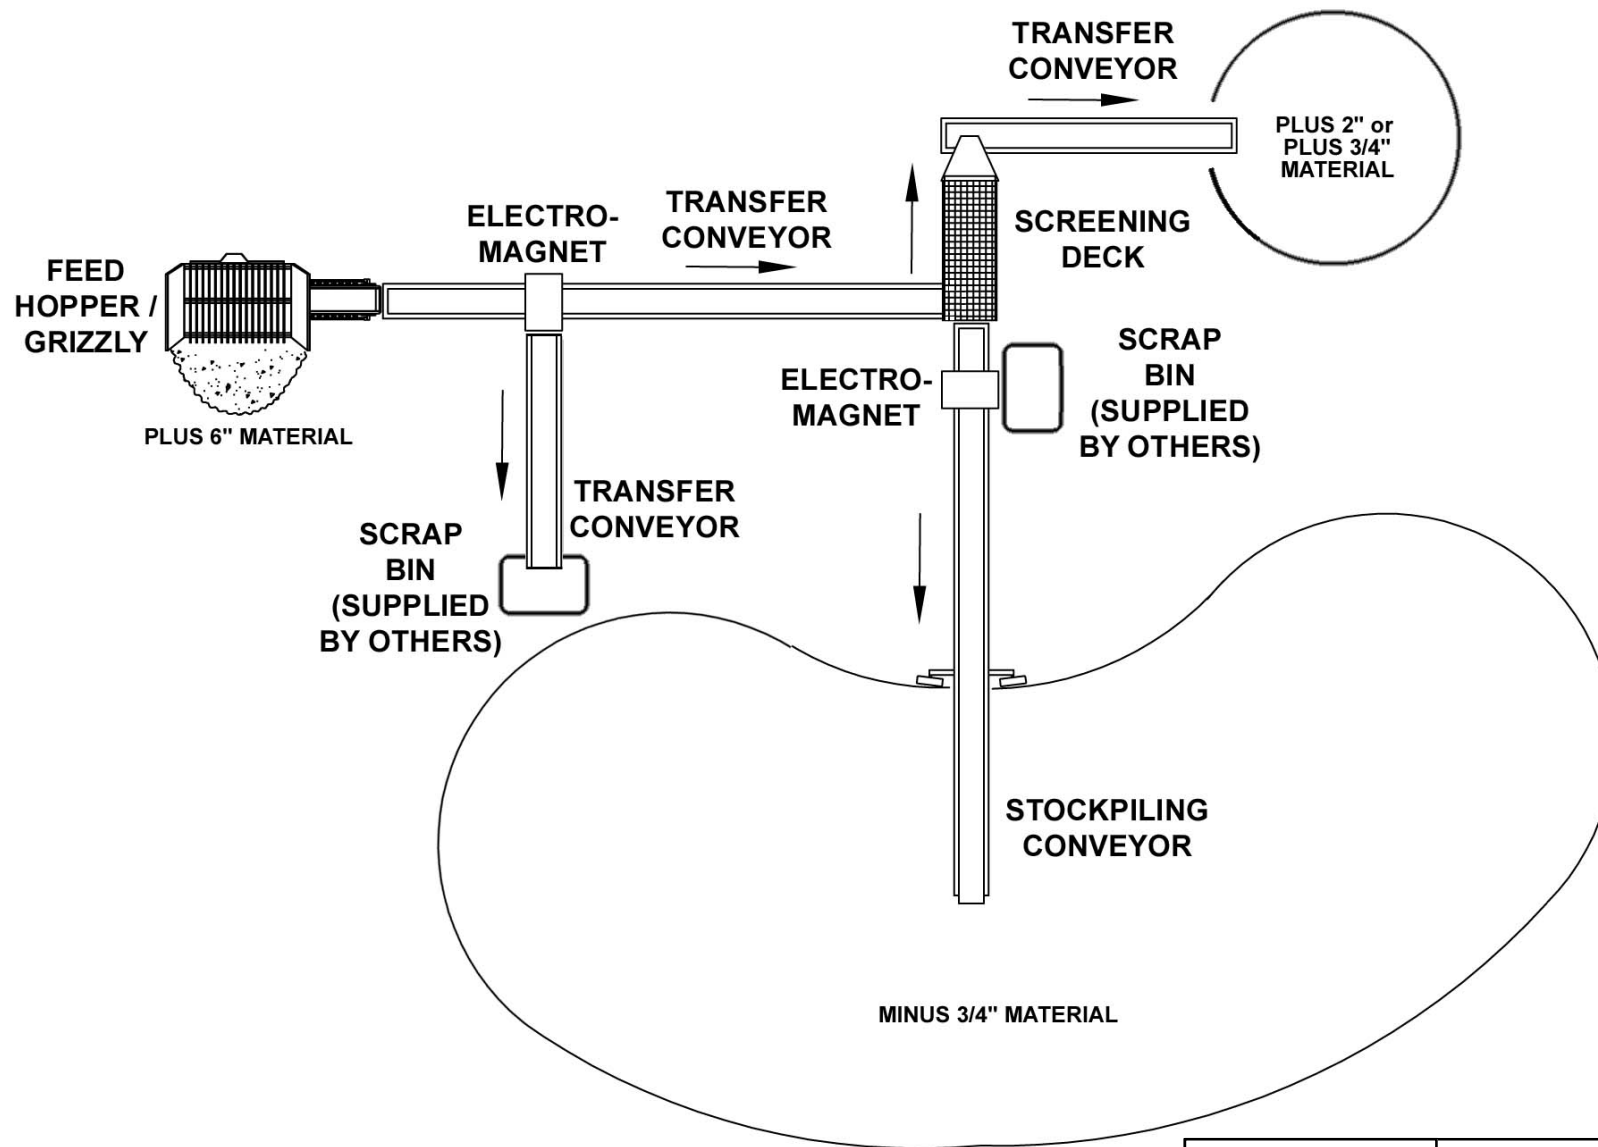 TRANSFER
CONVEYOR
PLUS 2" or
PLUS 3/4"
MATERIAL
ELECTRO-
MAGNET
TRANSFER
CONVEYOR
SCREENING
DECK
FEED
HOPPER /
GRIZZLY
PLUS 6" MATERIAL
ELECTRO-
MAGNET
SCRAP
BIN
(SUPPLIED
BY OTHERS)
TRANSFER
CONVEYOR
SCRAP
BIN
(SUPPLIED
BY OTHERS)
STOCKPILING
CONVEYOR
MINUS 3/4" MATERIAL